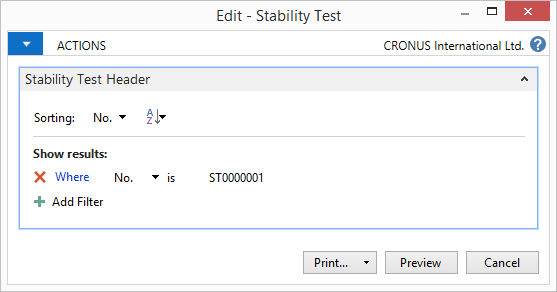 Edit - Stability Test
ACTIONS
CRONUS International Ltd.
?
Stability Test Header
Sorting: No. AZ
Show results:
Where No. is ST0000001
Add Filter
Print... Preview Cancel